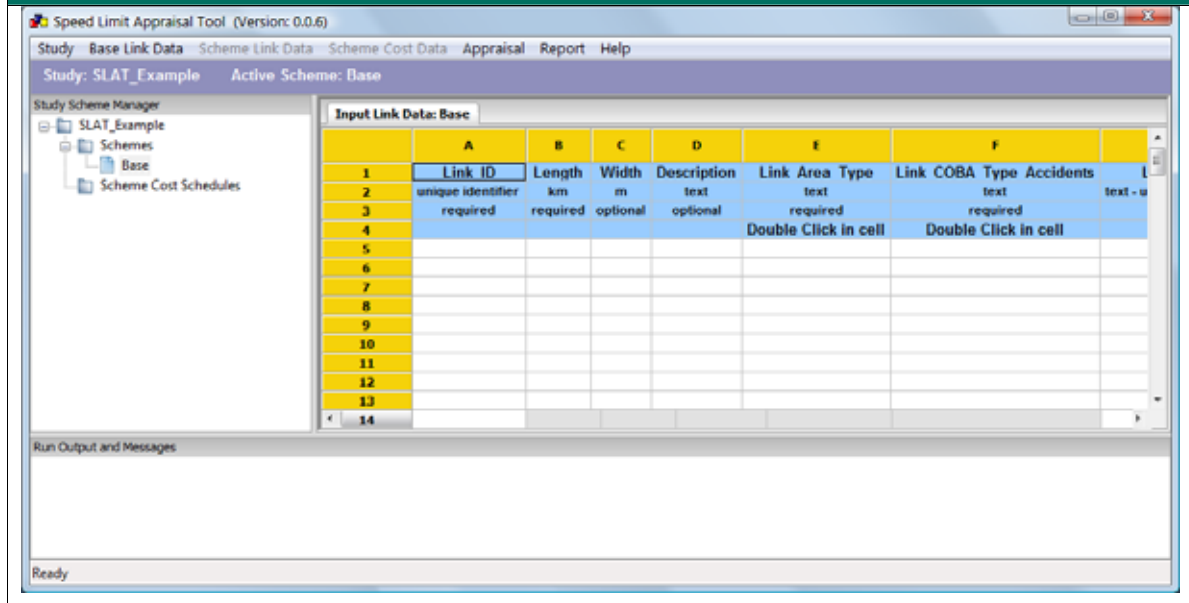 Speed Limit Appraisal Tool (Version: 0.0.6)
Study Base Link Data Scheme Link Data Scheme Cost Data Appraisal Report Help
Study: SLAT_Example Active Scheme: Base
Study Scheme Manager
SLAT_Example
Schemes
Base
Scheme Cost Schedules
Input Link Data: Base
A B C D E F
1 Link ID Length Width Description Link Area Type Link COBA Type Accidents L
2 unique identifier km m text text text text - u
3 required required optional optional required required
4 Double Click in cell Double Click in cell
5
6
7
8
9
10
11
12
13
14
Run Output and Messages
Ready